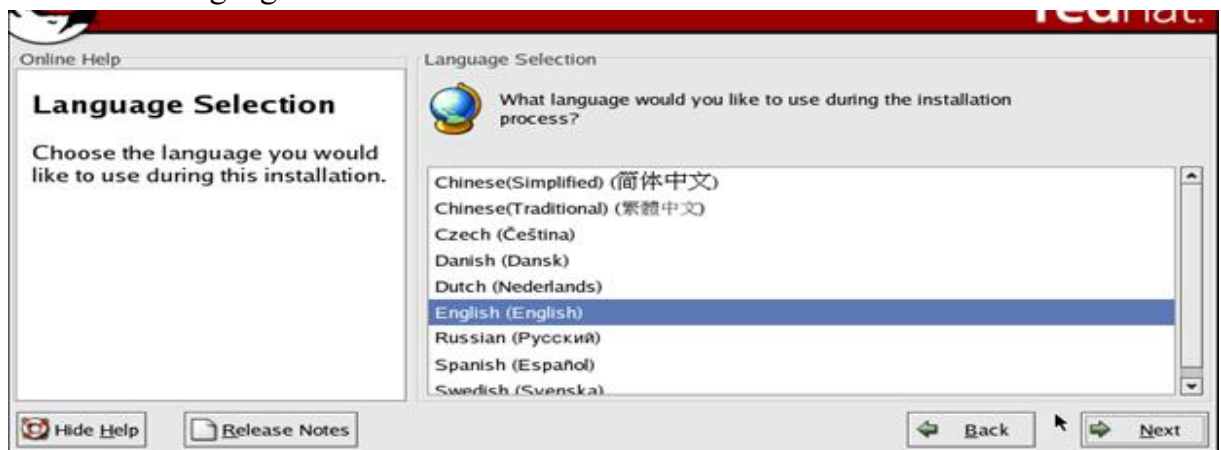 redhat.
Online Help
Language Selection
Choose the language you would
like to use during this installation.
Language Selection
What language would you like to use during the installation
process?
Chinese(Simplified) (简体中文)
Chinese(Traditional) (繁體中文)
Czech (Čeština)
Danish (Dansk)
Dutch (Nederlands)
English (English)
Russian (Русский)
Spanish (Español)
Swedish (Svenska)
Hide Help
Release Notes
Back
Next